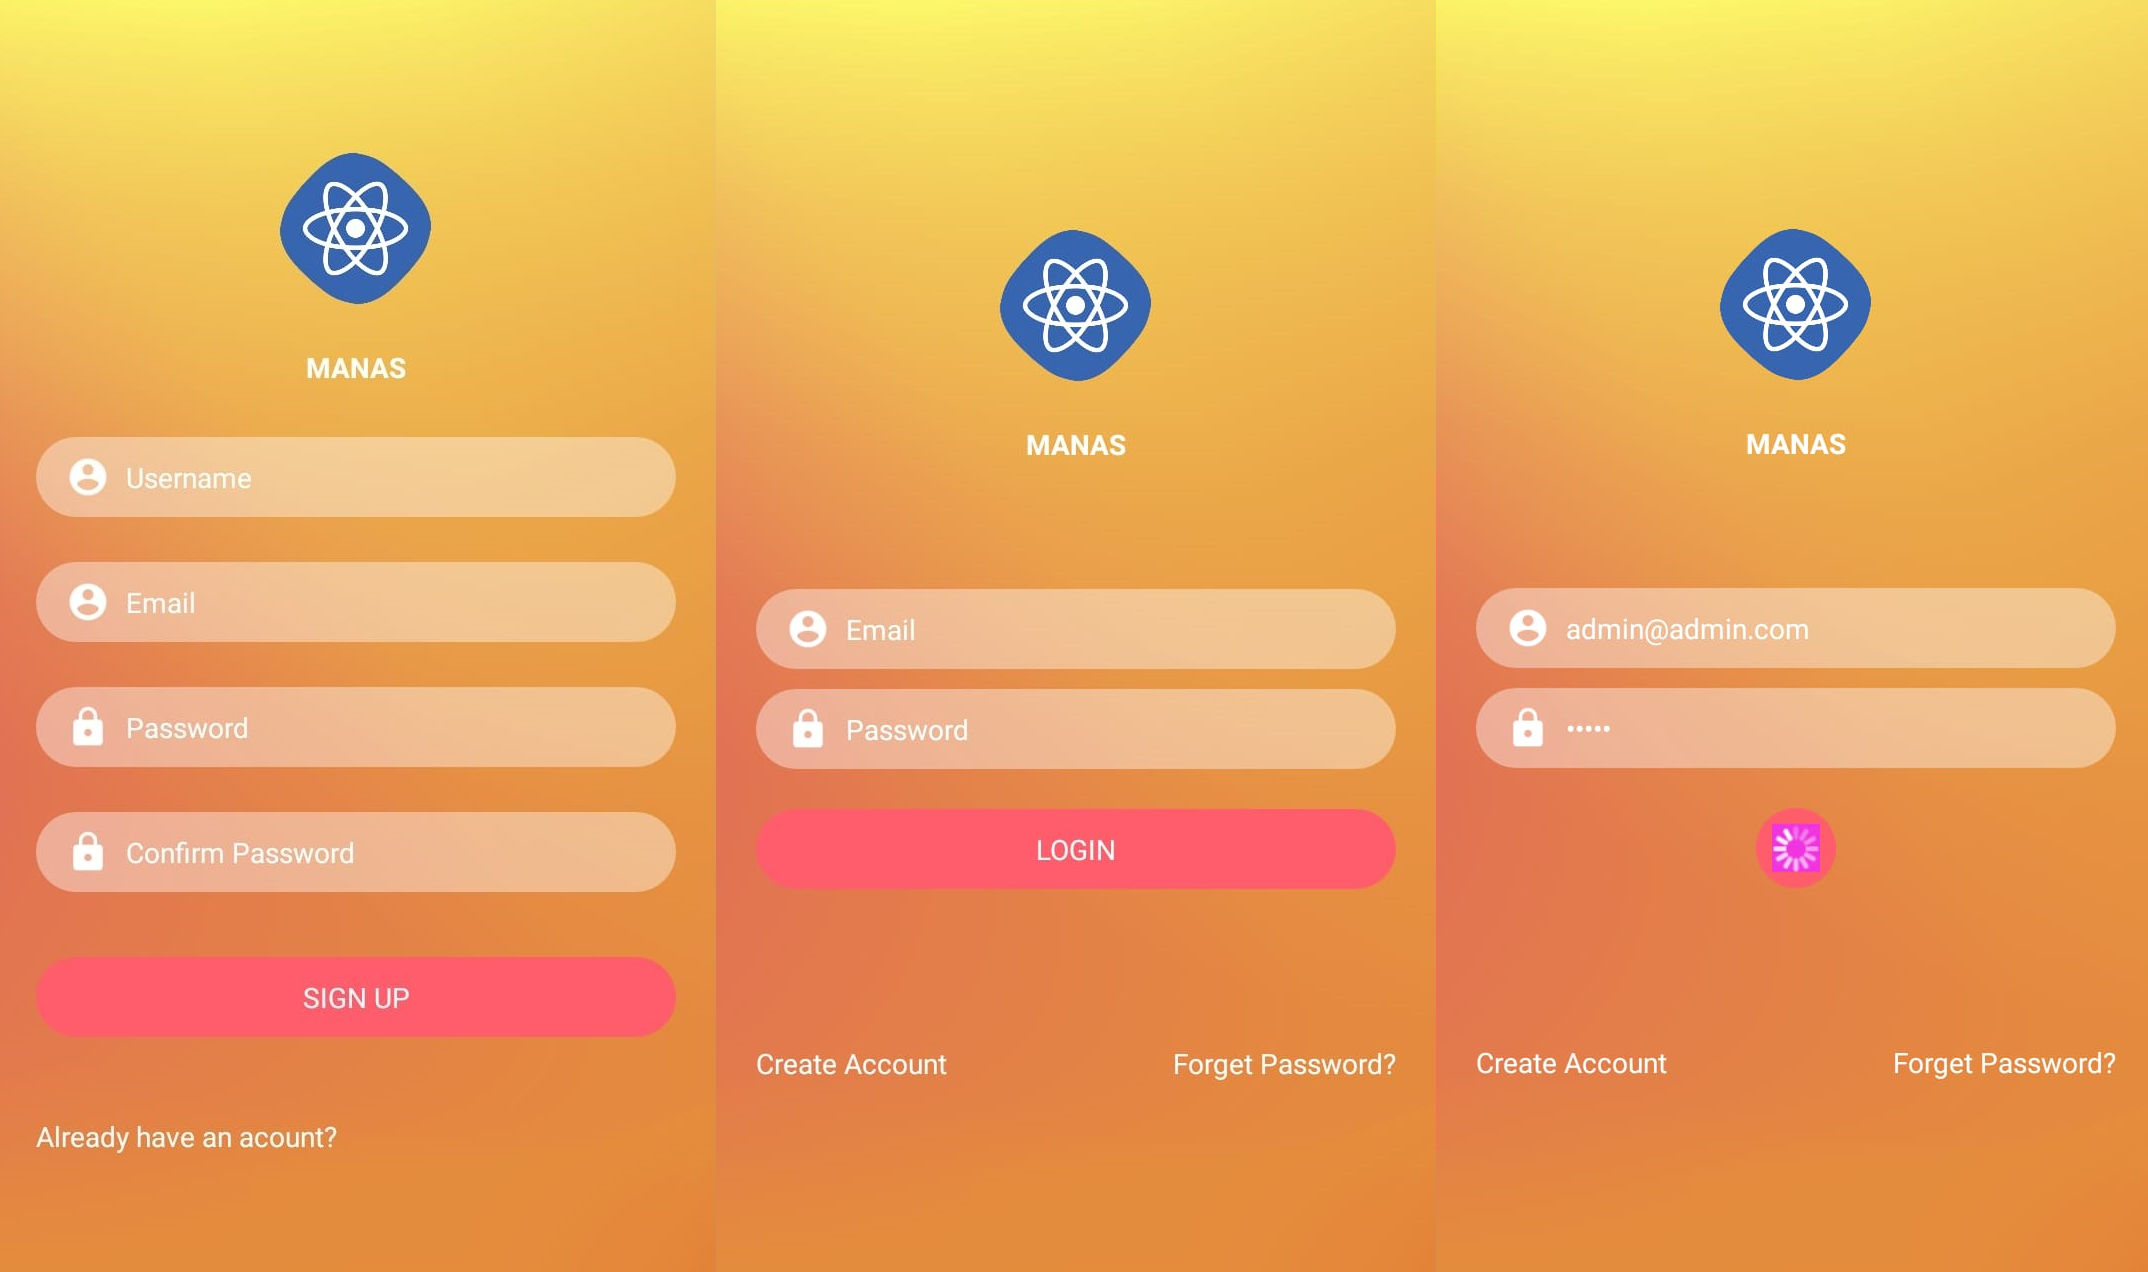 MANAS
Username
Email
Password
Confirm Password
SIGN UP
Already have an acount?
MANAS
Email
Password
LOGIN
Create Account
Forget Password?
MANAS
admin@admin.com
•••••
Create Account
Forget Password?